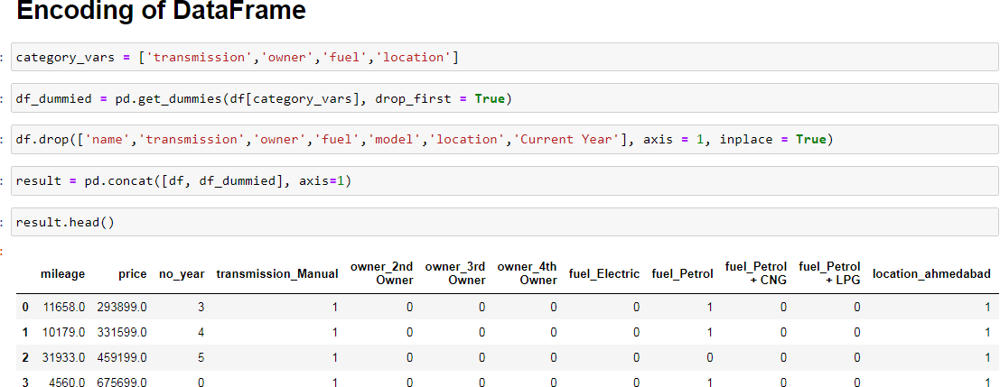 Encoding of DataFrame
: category_vars = ['transmission','owner','fuel','location']
: df_dummied = pd.get_dummies(df[category_vars], drop_first = True)
: df.drop(['name','transmission','owner','fuel','model','location','Current Year'], axis = 1, inplace = True)
: result = pd.concat([df, df_dummied], axis=1)
: result.head()
:
mileage price no_year transmission_Manual owner_2nd Owner owner_3rd Owner owner_4th Owner fuel_Electric fuel_Petrol fuel_Petrol + CNG fuel_Petrol + LPG location_ahmedabad
0 11658.0 293899.0 3 1 0 0 0 0 1 0 0 1
1 10179.0 331599.0 4 1 0 0 0 0 1 0 0 1
2 31933.0 459199.0 5 1 0 0 0 0 0 0 0 1
3 4560.0 675699.0 0 1 0 0 0 0 1 0 0 1